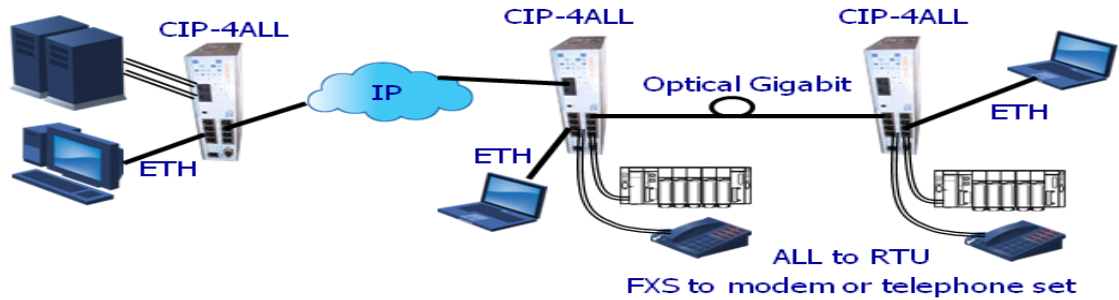 CIP-4ALL
CIP-4ALL
CIP-4ALL
IP
Optical Gigabit
ETH
ETH
ETH
ALL to RTU
FXS to modem or telephone set